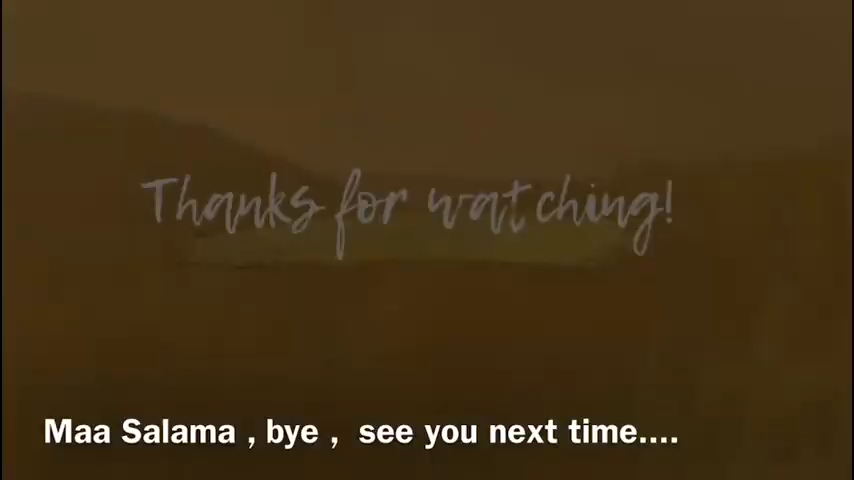 Thanks for watching!
Maa Salama , bye ,  see you next time....